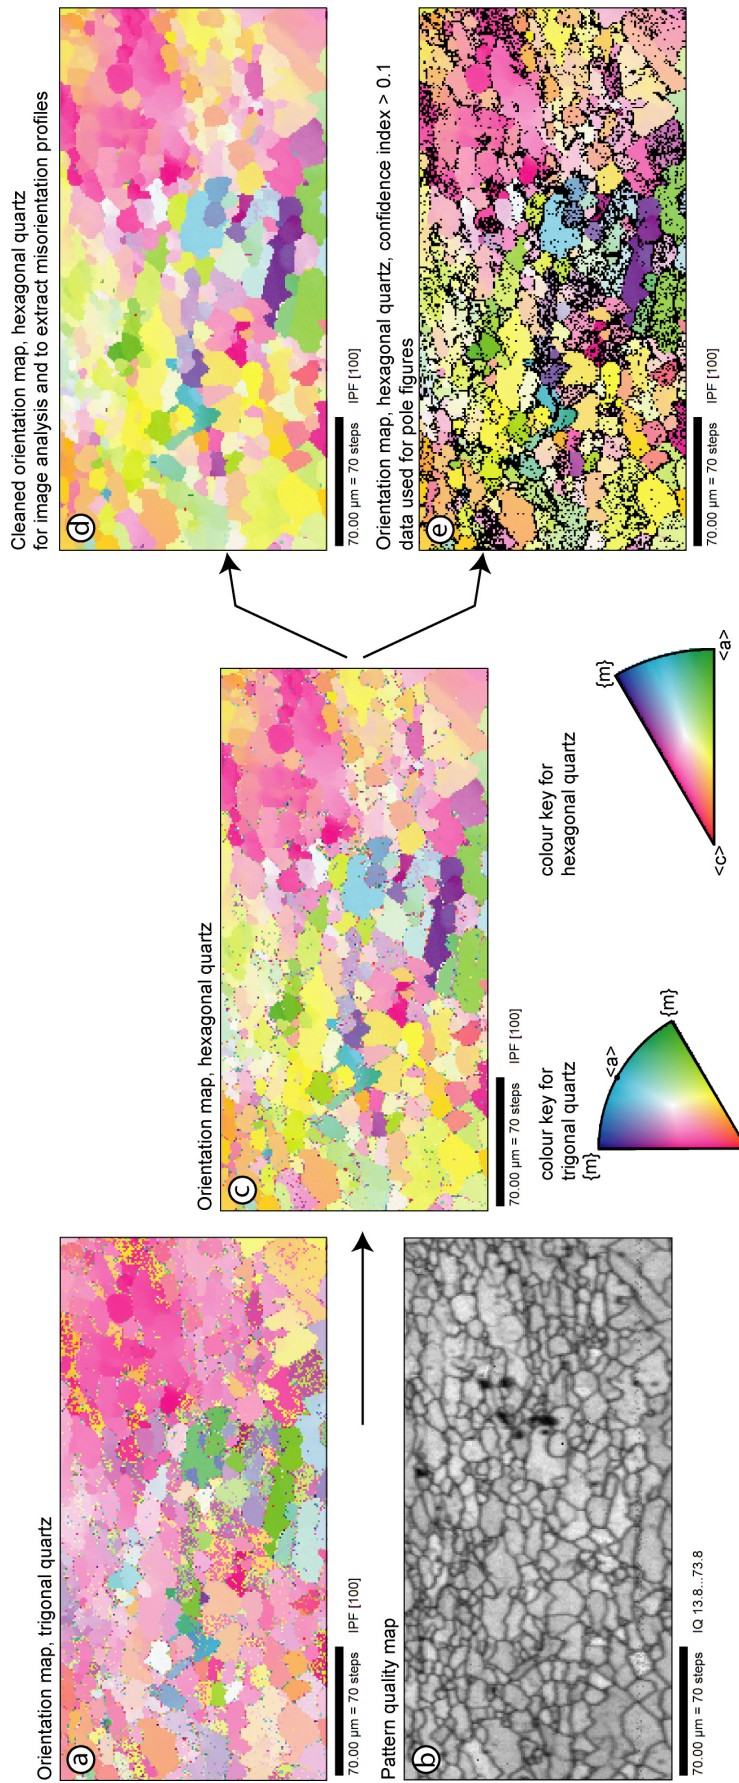 a
Orientation map, trigonal quartz
70.00 µm = 70 steps IPF [100]
b
Pattern quality map
70.00 µm = 70 steps IQ 13.8...73.8
c
Orientation map, hexagonal quartz
70.00 µm = 70 steps IPF [100]
colour key for
trigonal quartz
{m}
<a>
{m}
colour key for
hexagonal quartz
<c>
{m}
<a>
d
Cleaned orientation map, hexagonal quartz
for image analysis and to extract misorientation profiles
70.00 µm = 70 steps IPF [100]
e
Orientation map, hexagonal quartz, confidence index > 0.1
data used for pole figures
70.00 µm = 70 steps IPF [100]